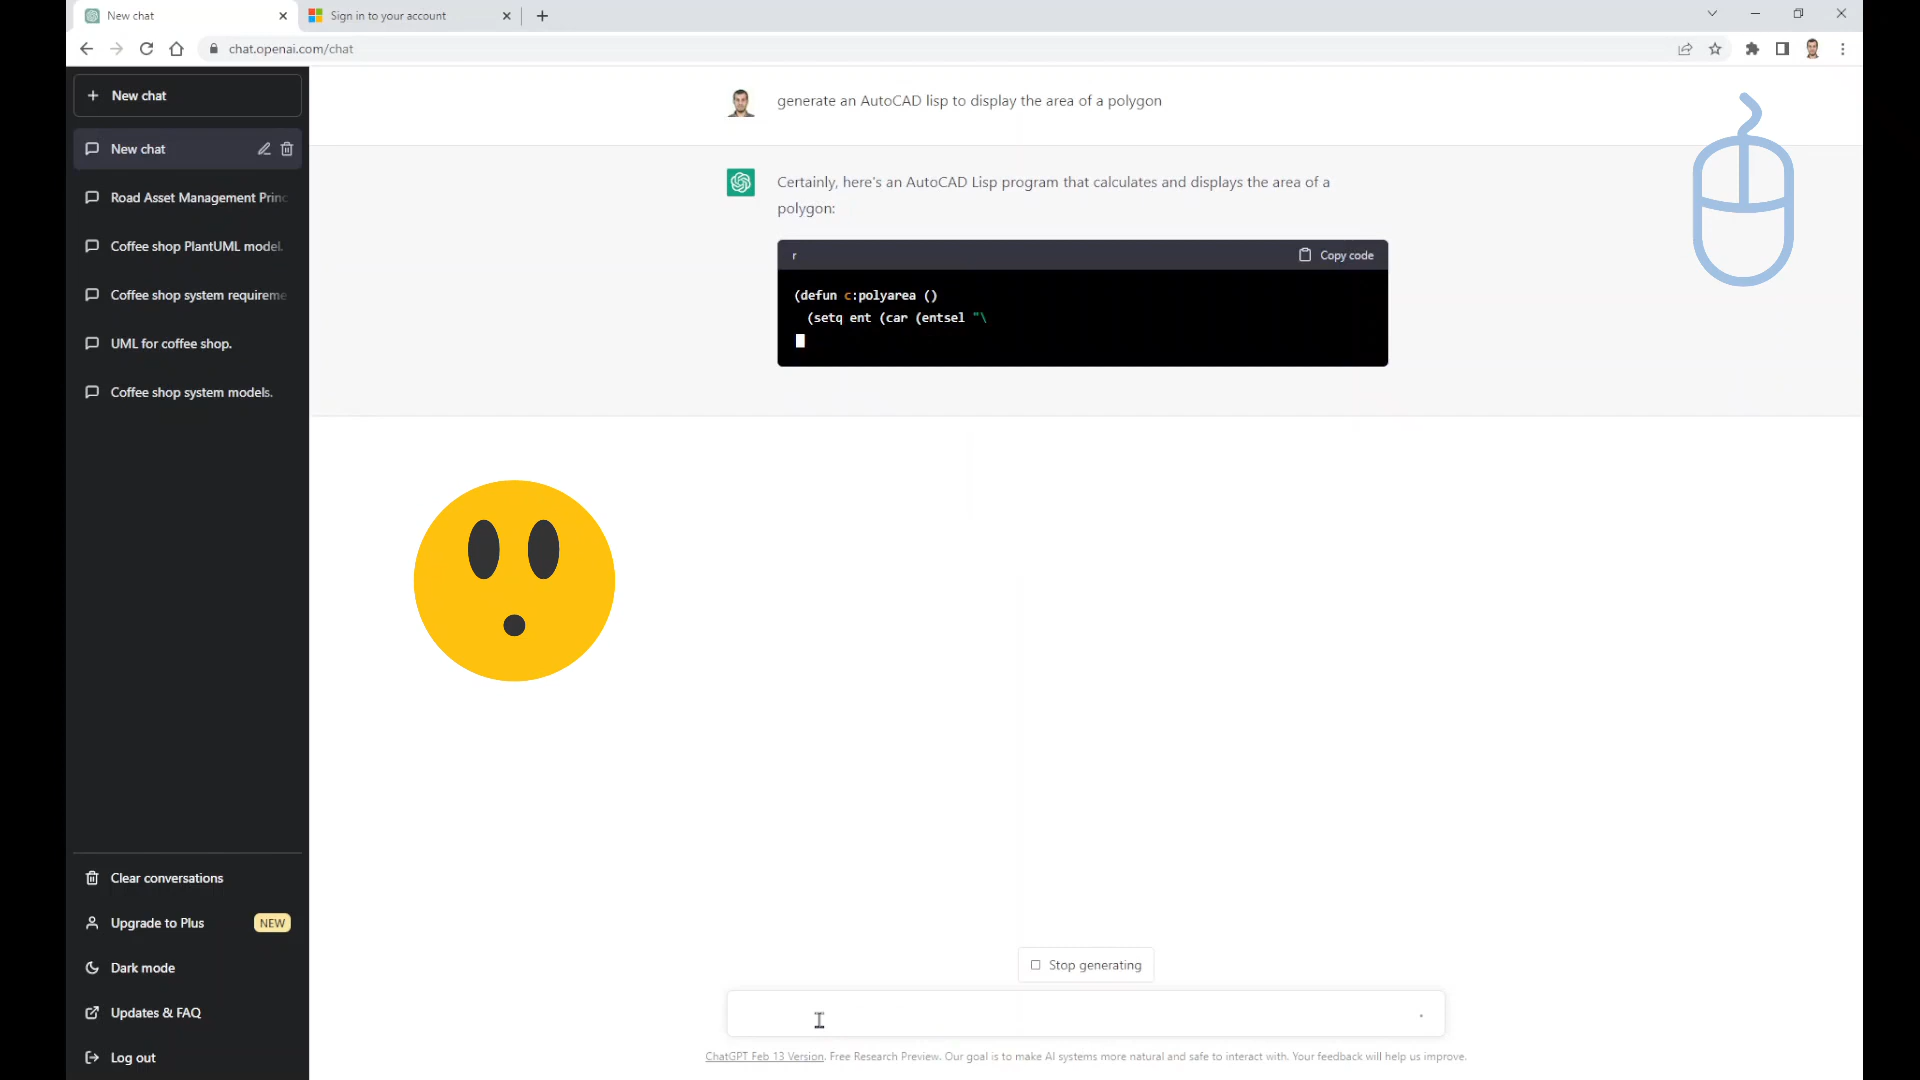 New chat
Sign in to your account
chat.openai.com/chat
New chat
New chat
Road Asset Management Princ
Coffee shop PlantUML model.
Coffee shop system requireme
UML for coffee shop.
Coffee shop system models.
Clear conversations
Upgrade to Plus
NEW
Dark mode
Updates & FAQ
Log out
generate an AutoCAD lisp to display the area of a polygon
Certainly, here's an AutoCAD Lisp program that calculates and displays the area of a
polygon:
r
Copy code
(defun c:polyarea ()
(setq ent (car (entsel "\
Stop generating
ChatGPT Feb 13 Version. Free Research Preview. Our goal is to make AI systems more natural and safe to interact with. Your feedback will help us improve.